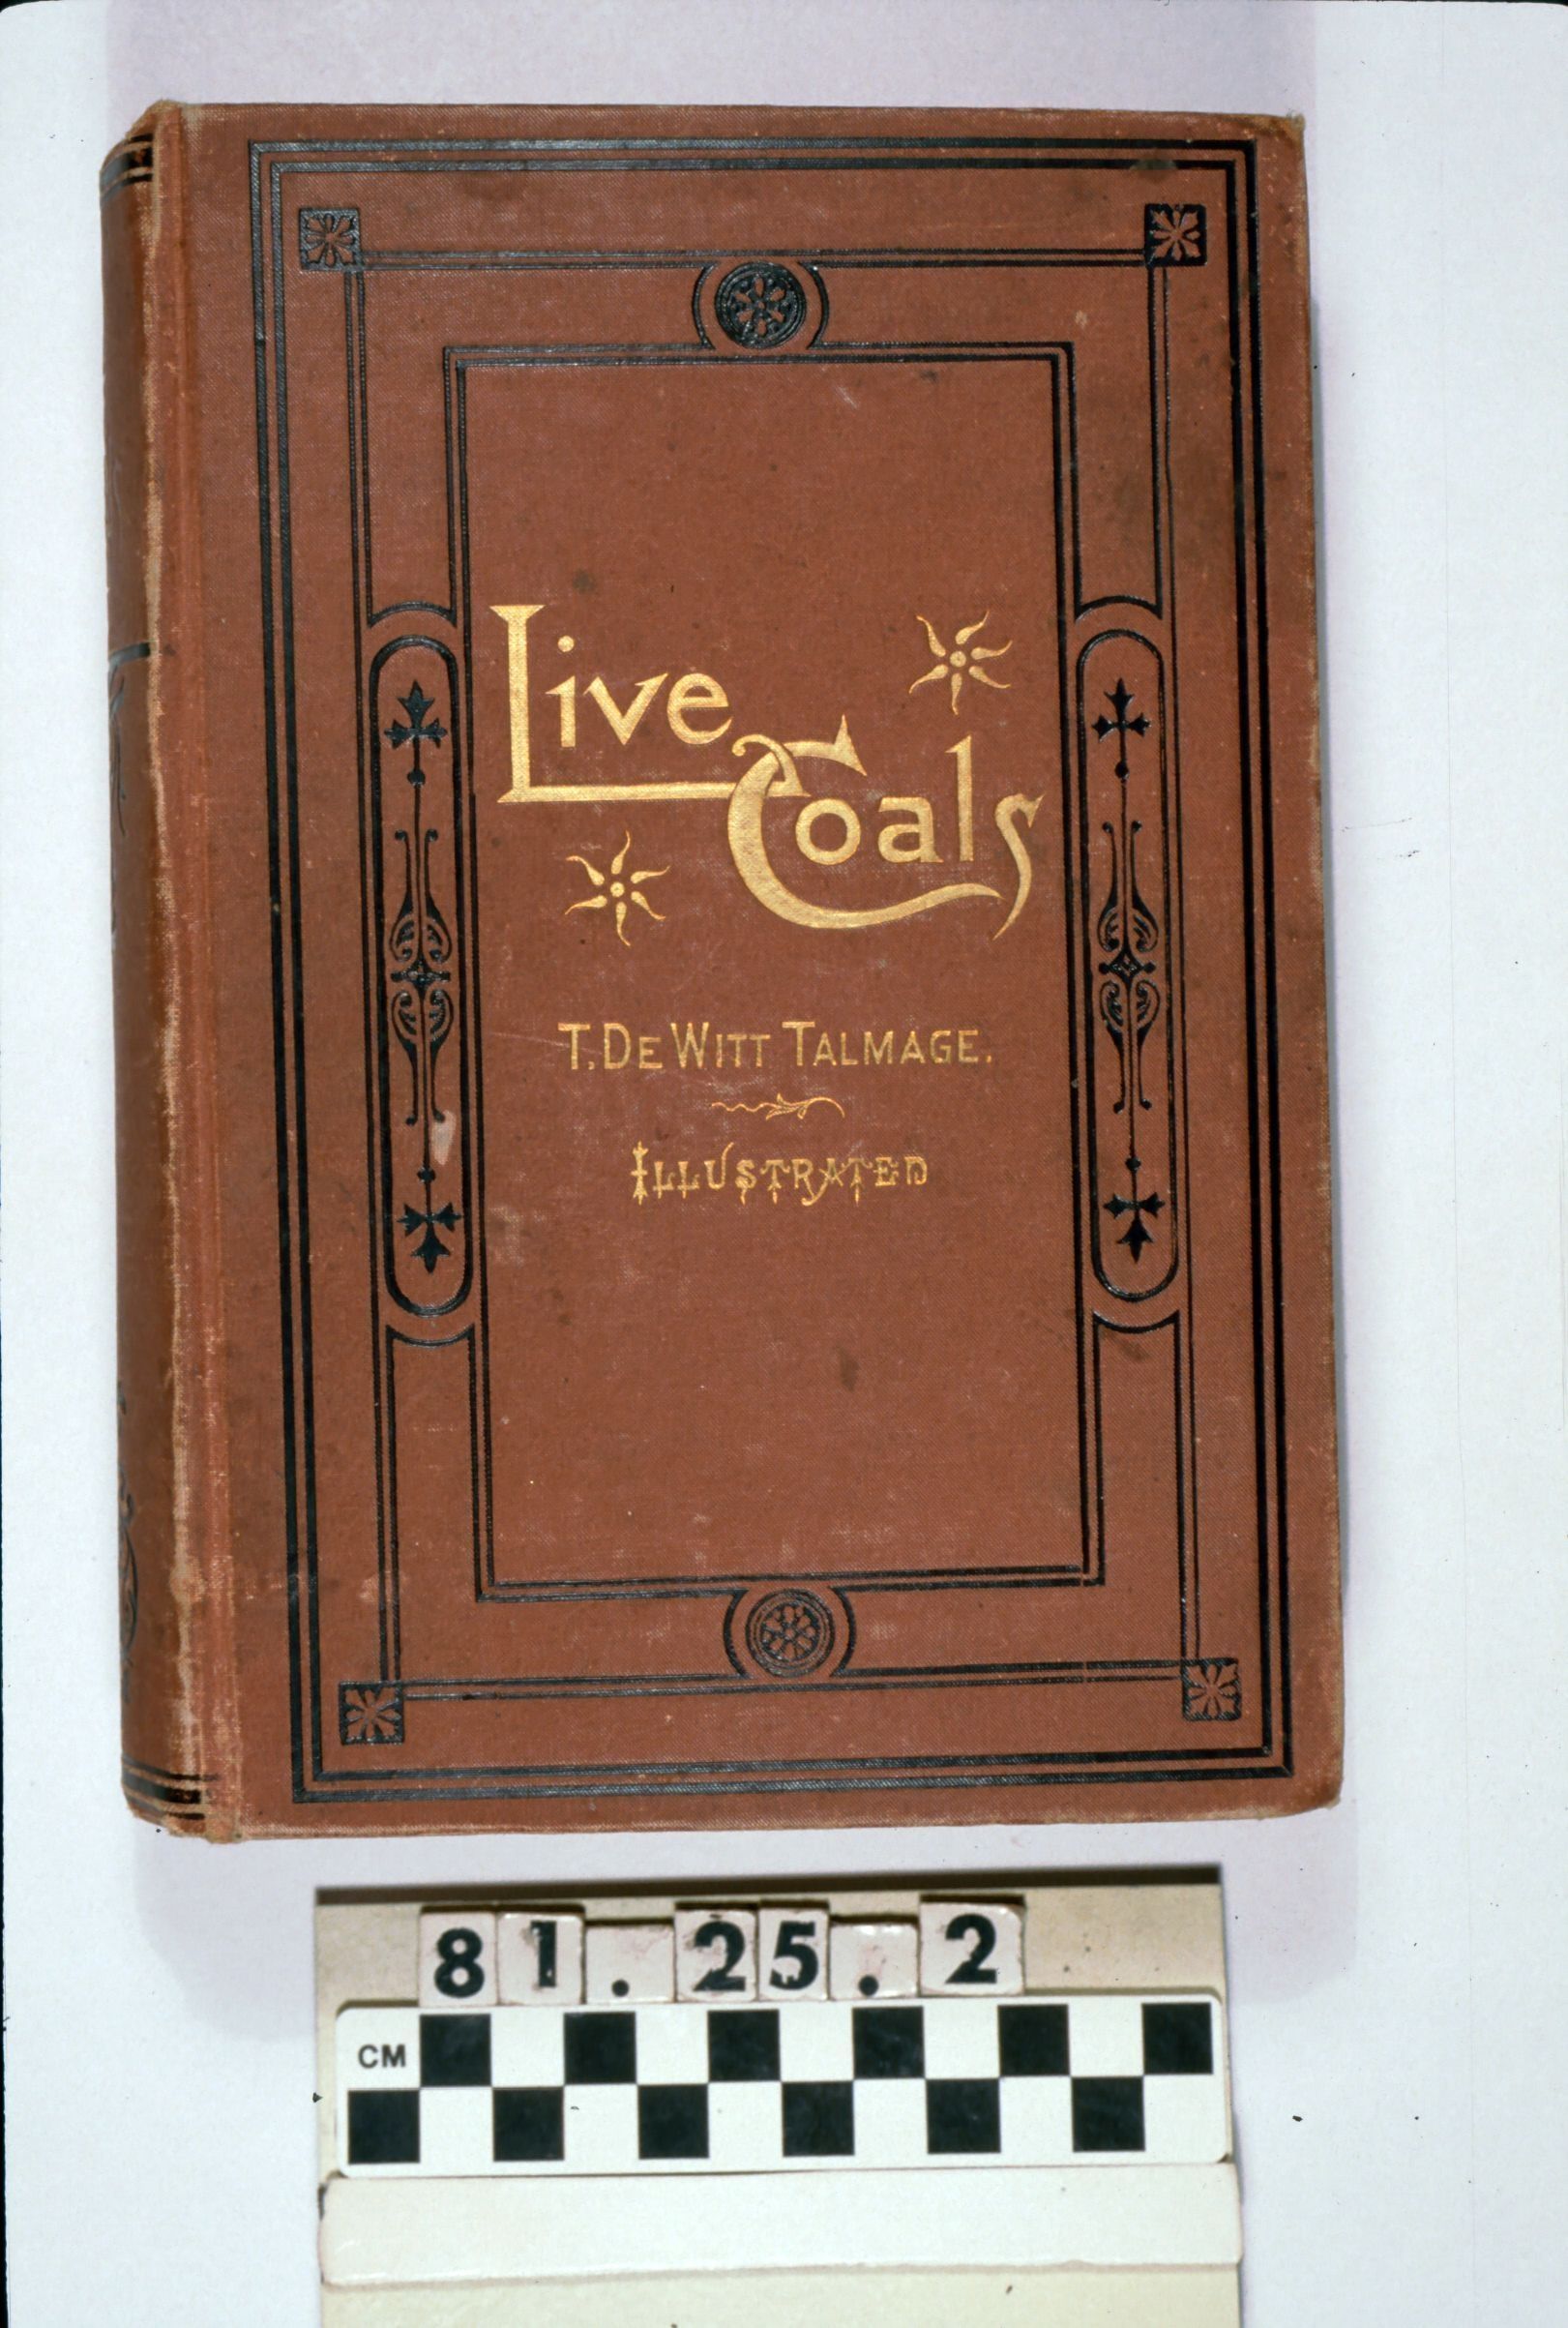 Live
Coals
T. DE WITT TALMAGE.
ILLUSTRATED
81.25.2
CM